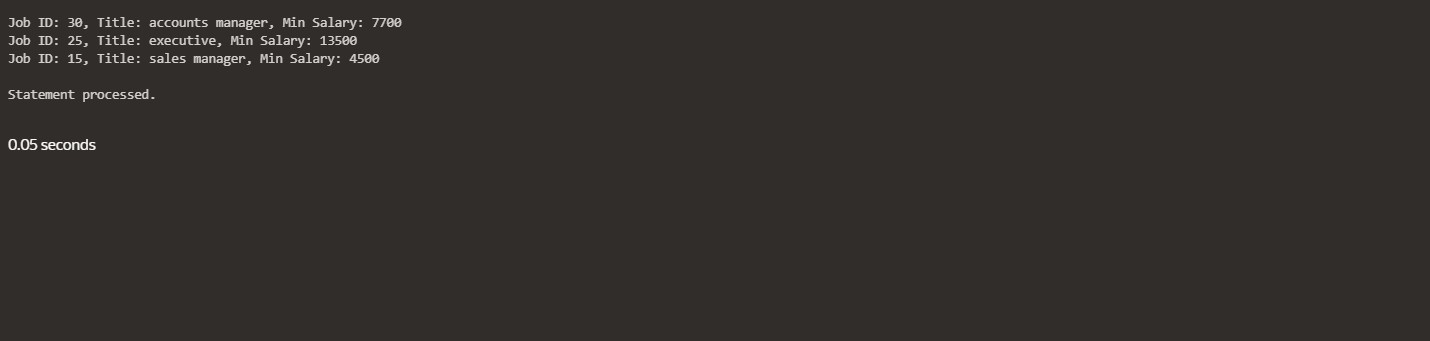 Job ID: 30, Title: accounts manager, Min Salary: 7700
Job ID: 25, Title: executive, Min Salary: 13500
Job ID: 15, Title: sales manager, Min Salary: 4500
Statement processed.
0.05 seconds